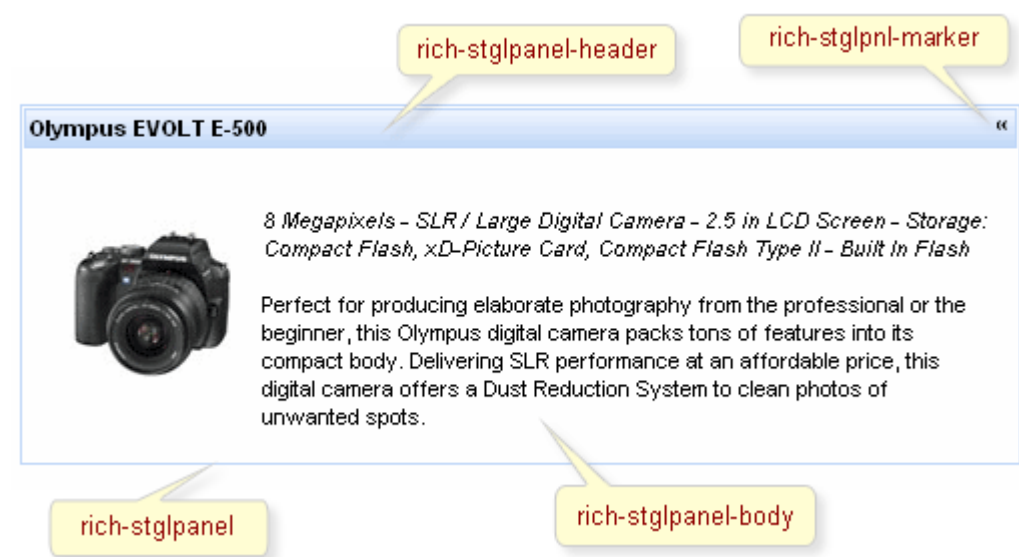 rich-stglpanel-header
rich-stglpnl-marker
Olympus EVOLT E-500 «
8 Megapixels - SLR / Large Digital Camera - 2.5 in LCD Screen - Storage:
Compact Flash, xD-Picture Card, Compact Flash Type II - Built In Flash
OLYMPUS
Perfect for producing elaborate photography from the professional or the
beginner, this Olympus digital camera packs tons of features into its
compact body. Delivering SLR performance at an affordable price, this
digital camera offers a Dust Reduction System to clean photos of
unwanted spots.
rich-stglpanel
rich-stglpanel-body